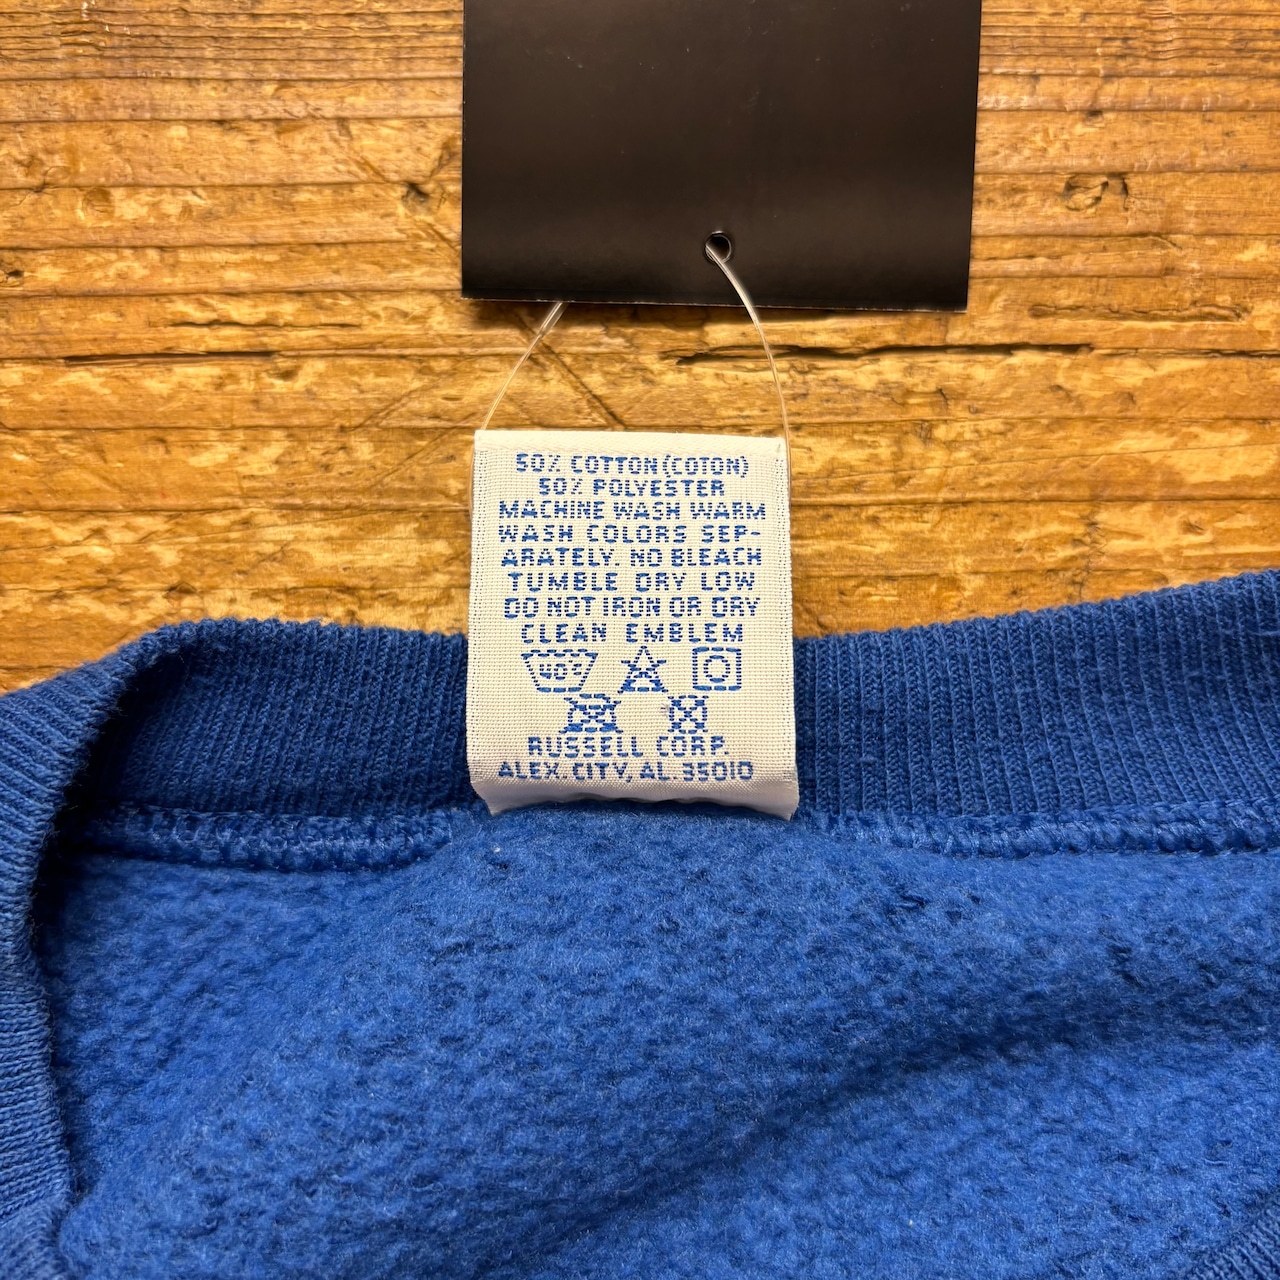 50% COTTON (COTON)
50% POLYESTER
MACHINE WASH WARM
WASH COLORS SEP-
ARATELY. NO BLEACH
TUMBLE DRY LOW
DO NOT IRON OR DRY
CLEAN EMBLEM
40°C
RUSSELL CORP.
ALEX. CITY, AL. 35010